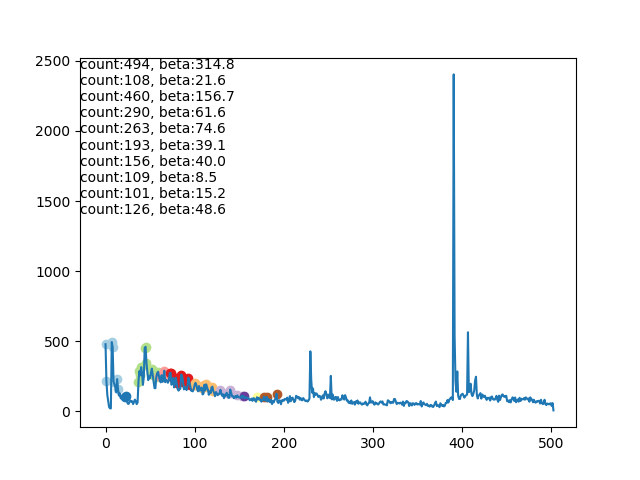 2500
2000
1500
1000
500
0
count:494, beta:314.8
count:108, beta:21.6
count:460, beta:156.7
count:290, beta:61.6
count:263, beta:74.6
count:193, beta:39.1
count:156, beta:40.0
count:109, beta:8.5
count:101, beta:15.2
count:126, beta:48.6
0 100 200 300 400 500